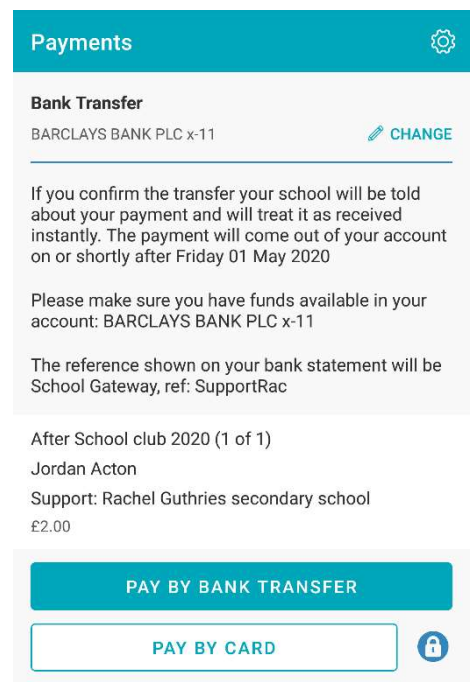 Payments
Bank Transfer
BARCLAYS BANK PLC x-11
CHANGE
If you confirm the transfer your school will be told
about your payment and will treat it as received
instantly. The payment will come out of your account
on or shortly after Friday 01 May 2020
Please make sure you have funds available in your
account: BARCLAYS BANK PLC x-11
The reference shown on your bank statement will be
School Gateway, ref: SupportRac
After School club 2020 (1 of 1)
Jordan Acton
Support: Rachel Guthries secondary school
£2.00
PAY BY BANK TRANSFER
PAY BY CARD